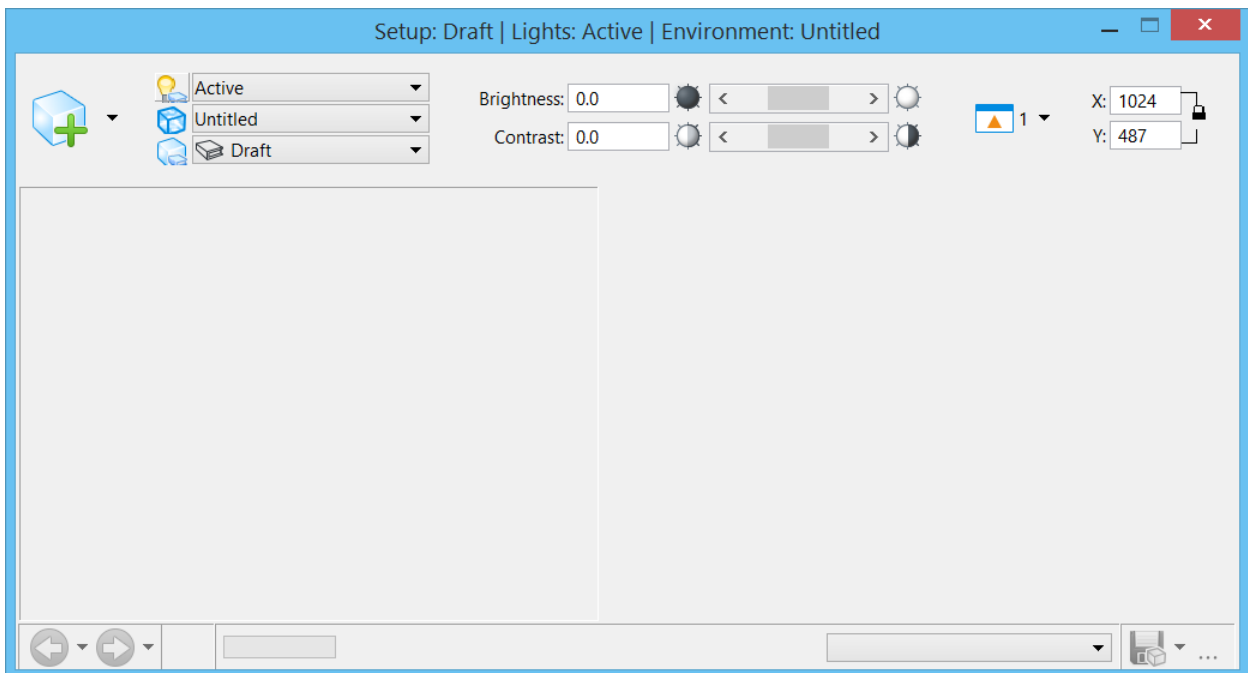 Setup: Draft | Lights: Active | Environment: Untitled
Active
Untitled
Draft
Brightness: 0.0
Contrast: 0.0
1
X: 1024
Y: 487
...